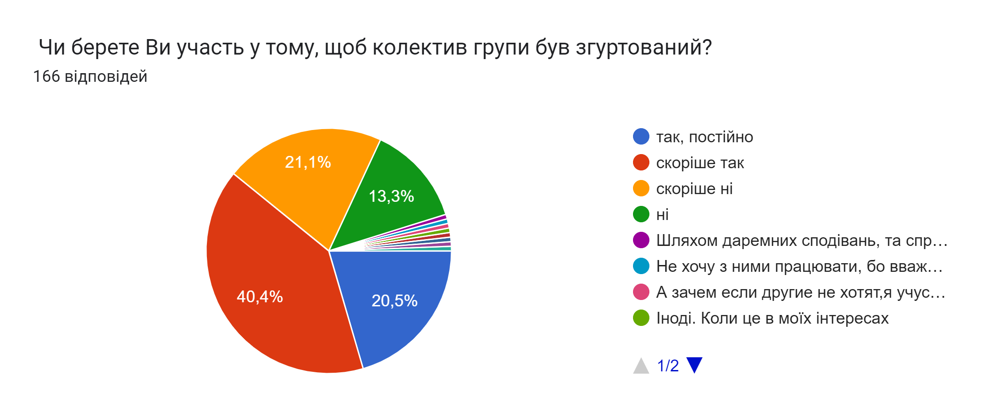 Чи берете Ви участь у тому, щоб колектив групи був згуртований?
166 відповідей
21,1%
13,3%
40,4%
20,5%
так, постійно
скоріше так
скоріше ні
ні
Шляхом даремних сподівань, та спр…
Не хочу з ними працювати, бо вваж…
А зачем если другие не хотят,я учус…
Іноді. Коли це в моїх інтересах
1/2